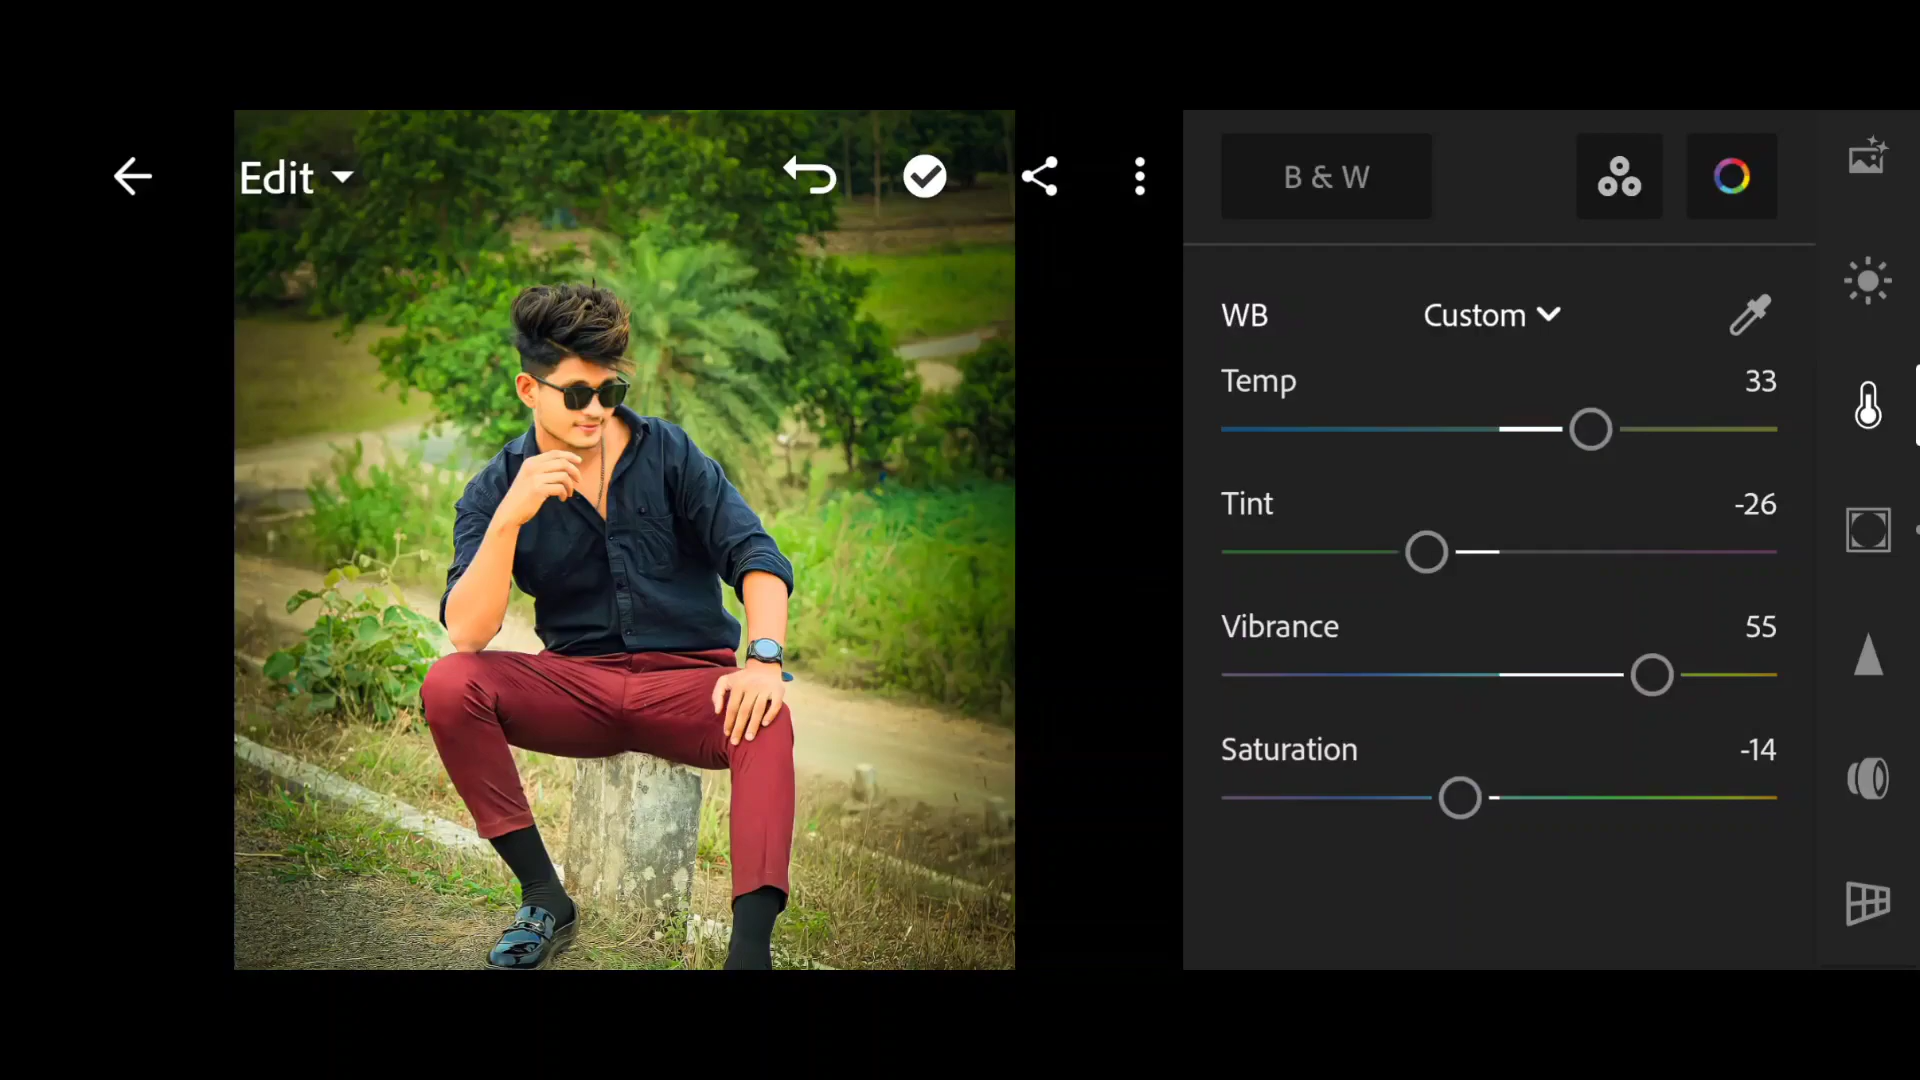 Edit
B & W
WB Custom
Temp 33
Tint -26
Vibrance 55
Saturation -14